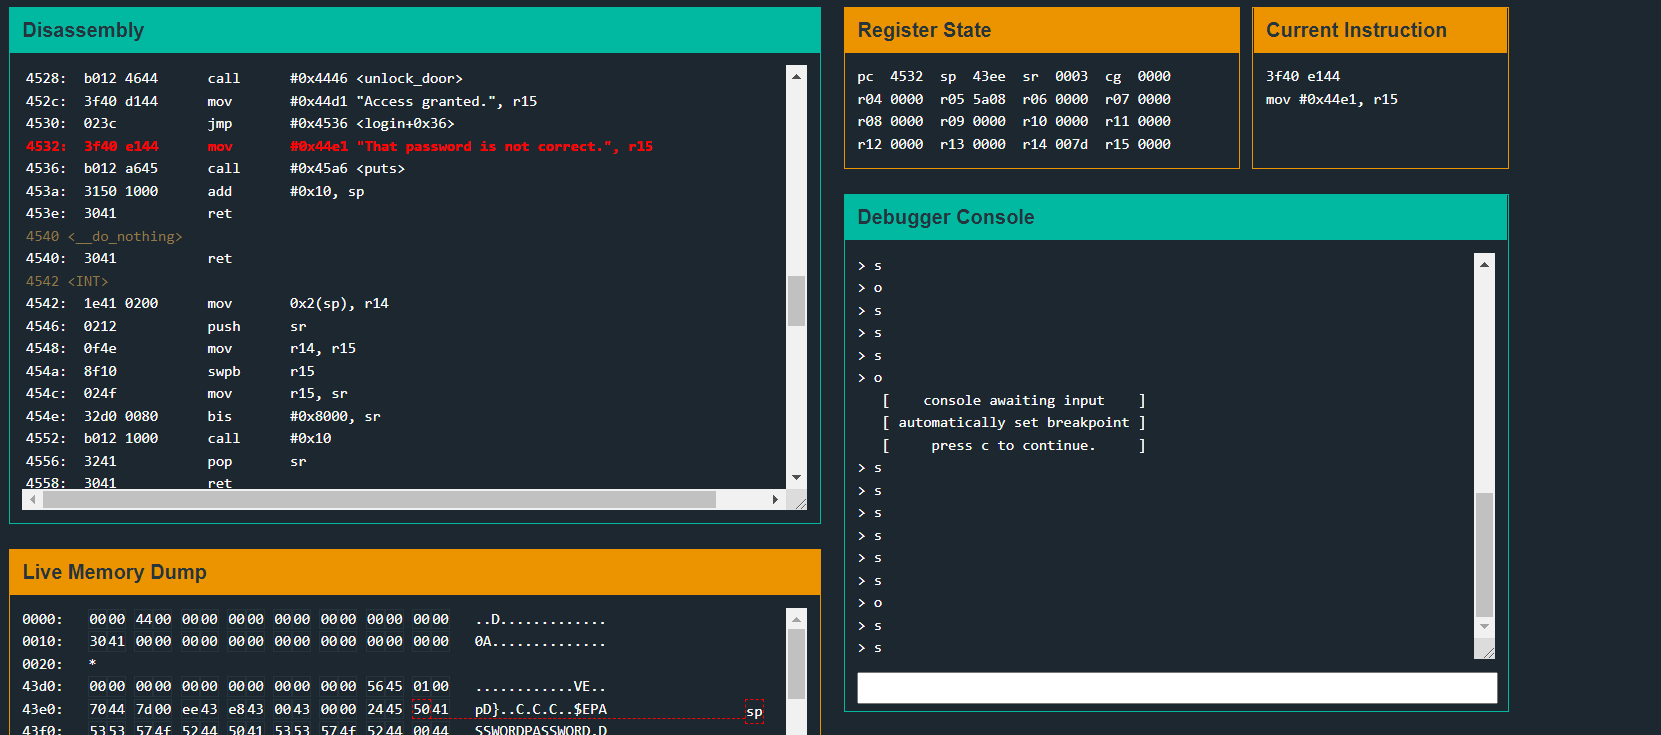 Disassembly
4528: b012 4644 call #0x4446 <unlock_door>
452c: 3f40 d144 mov #0x44d1 "Access granted.", r15
4530: 023c jmp #0x4536 <login+0x36>
4532: 3f40 e144 mov #0x44e1 "That password is not correct.", r15
4536: b012 a645 call #0x45a6 <puts>
453a: 3150 1000 add #0x10, sp
453e: 3041 ret
4540 <__do_nothing>
4540: 3041 ret
4542 <INT>
4542: 1e41 0200 mov 0x2(sp), r14
4546: 0212 push sr
4548: 0f4e mov r14, r15
454a: 8f10 swpb r15
454c: 024f mov r15, sr
454e: 32d0 0080 bis #0x8000, sr
4552: b012 1000 call #0x10
4556: 3241 pop sr
4558: 3041 ret
Live Memory Dump
0000: 0000 4400 0000 0000 0000 0000 0000 0000 ..D.............
0010: 3041 0000 0000 0000 0000 0000 0000 0000 0A..............
0020: *
43d0: 0000 0000 0000 0000 0000 0000 5645 0100 ............VE..
43e0: 7044 7d00 ee43 e843 0043 0000 2445 5041 pD}..C.C.C..$EPA
sp
43f0: 5353 574f 5244 5041 5353 574f 5244 0044 SSWORDPASSWORD.D
Register State
pc 4532 sp 43ee sr 0003 cg 0000
r04 0000 r05 5a08 r06 0000 r07 0000
r08 0000 r09 0000 r10 0000 r11 0000
r12 0000 r13 0000 r14 007d r15 0000
Current Instruction
3f40 e144
mov #0x44e1, r15
Debugger Console
> s
> o
> s
> s
> s
> o
[ console awaiting input ]
[ automatically set breakpoint ]
[ press c to continue. ]
> s
> s
> s
> s
> s
> s
> o
> s
> s